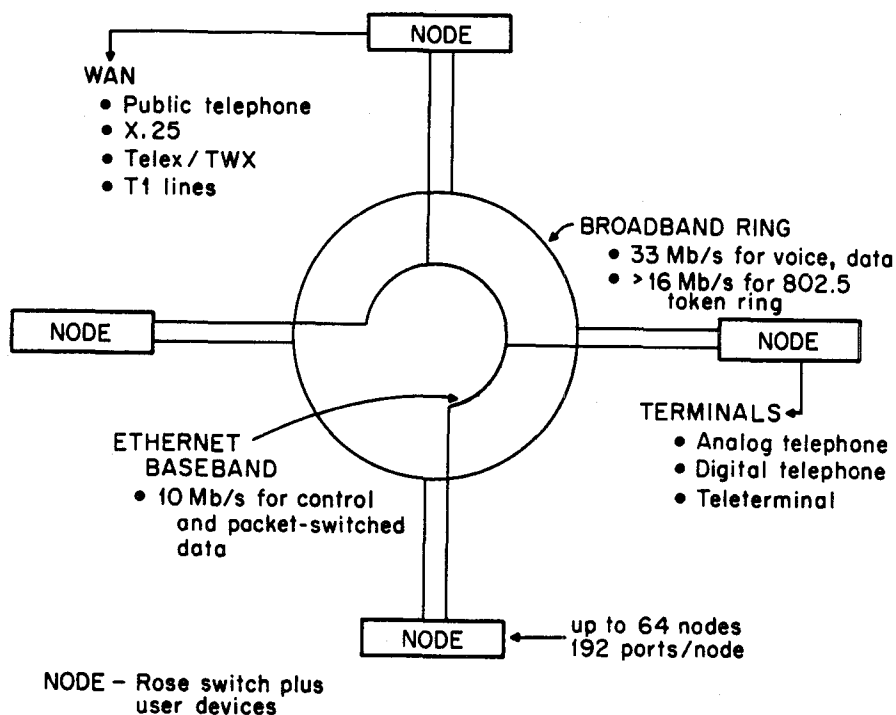 NODE
WAN
• Public telephone
• X.25
• Telex / TWX
• T1 lines
BROADBAND RING
• 33 Mb/s for voice, data
• >16 Mb/s for 802.5
token ring
NODE
NODE
TERMINALS
• Analog telephone
• Digital telephone
• Teleterminal
ETHERNET
BASEBAND
• 10 Mb/s for control
and packet-switched
data
NODE
up to 64 nodes
192 ports/node
NODE – Rose switch plus
user devices